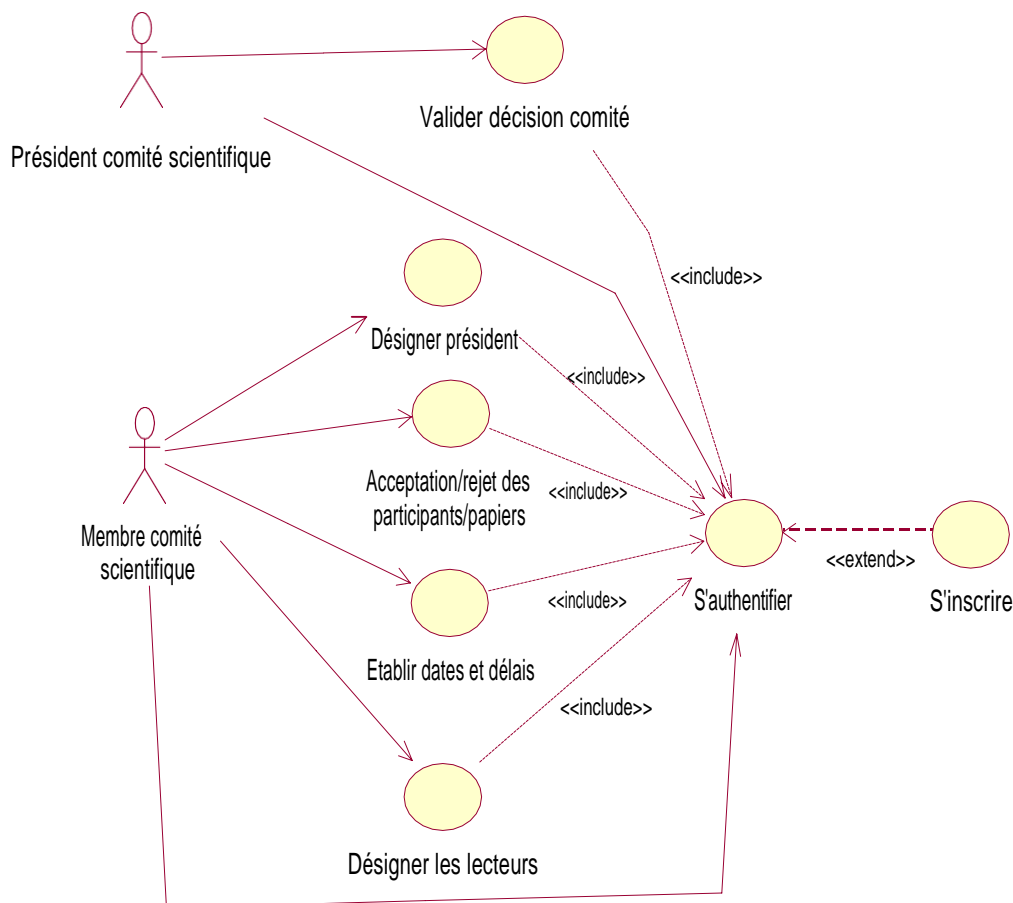 Valider décision comité
Président comité scientifique
<<include>>
Désigner président
<<include>>
Acceptation/rejet des
participants/papiers
<<include>>
Membre comité
scientifique
<<extend>>
<<include>>
S'authentifier
S'inscrire
Etablir dates et délais
<<include>>
Désigner les lecteurs